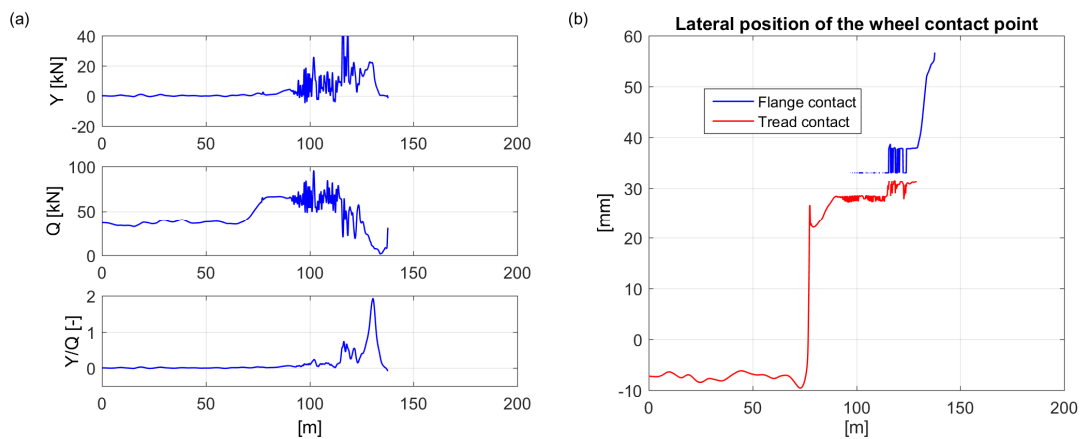 (a)
40
20
0
-20
Y [kN]
0 50 100 150 200
100
50
0
Q [kN]
0 50 100 150 200
2
1
0
Y/Q [-]
0 50 100 150 200
[m]
(b)
Lateral position of the wheel contact point
60
50
40
30
20
10
0
-10
[mm]
Flange contact
Tread contact
0 50 100 150 200
[m]